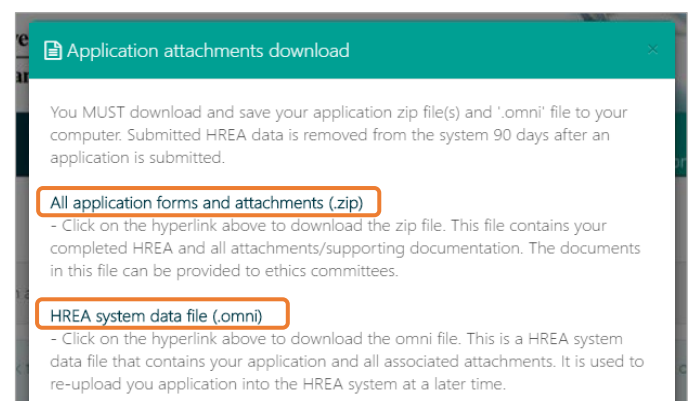 Application attachments download ×
You MUST download and save your application zip file(s) and '.omni' file to your
computer. Submitted HREA data is removed from the system 90 days after an
application is submitted.
All application forms and attachments (.zip)
- Click on the hyperlink above to download the zip file. This file contains your
completed HREA and all attachments/supporting documentation. The documents
in this file can be provided to ethics committees.
HREA system data file (.omni)
- Click on the hyperlink above to download the omni file. This is a HREA system
data file that contains your application and all associated attachments. It is used to
re-upload you application into the HREA system at a later time.